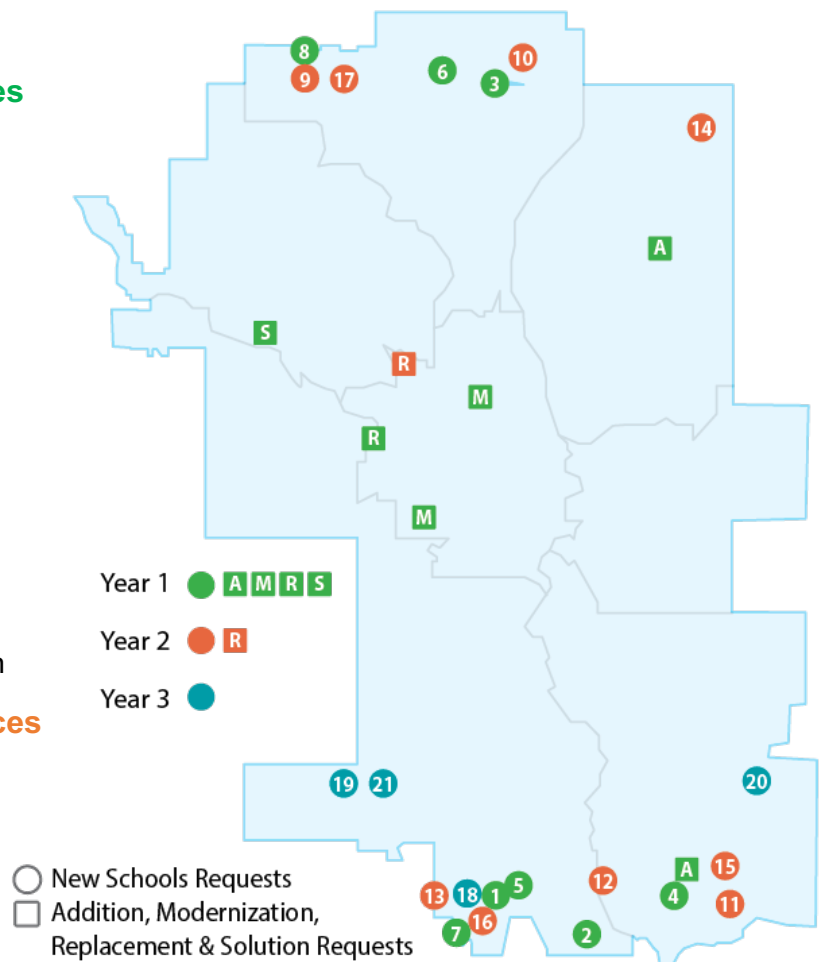 8
10
9
17
6
3
es
14
A
S
R
M
R
M
Year 1 A M R S
Year 2 R
n
Year 3
ces
19
21
20
New Schools Requests
Addition, Modernization,
Replacement & Solution Requests
13
18
1
5
12
A
15
4
11
7
16
2